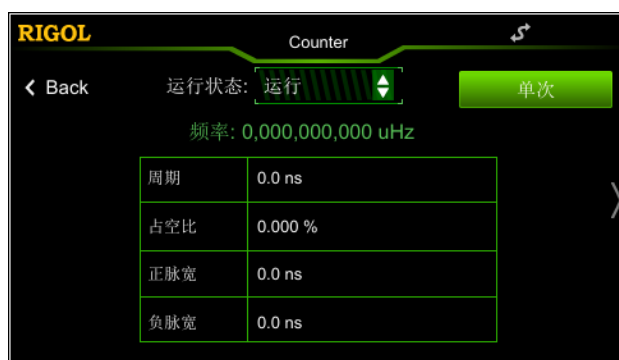 RIGOL
Counter
Back
运行状态: 运行
单次
频率: 0,000,000,000 uHz
周期 0.0 ns
占空比 0.000 %
正脉宽 0.0 ns
负脉宽 0.0 ns